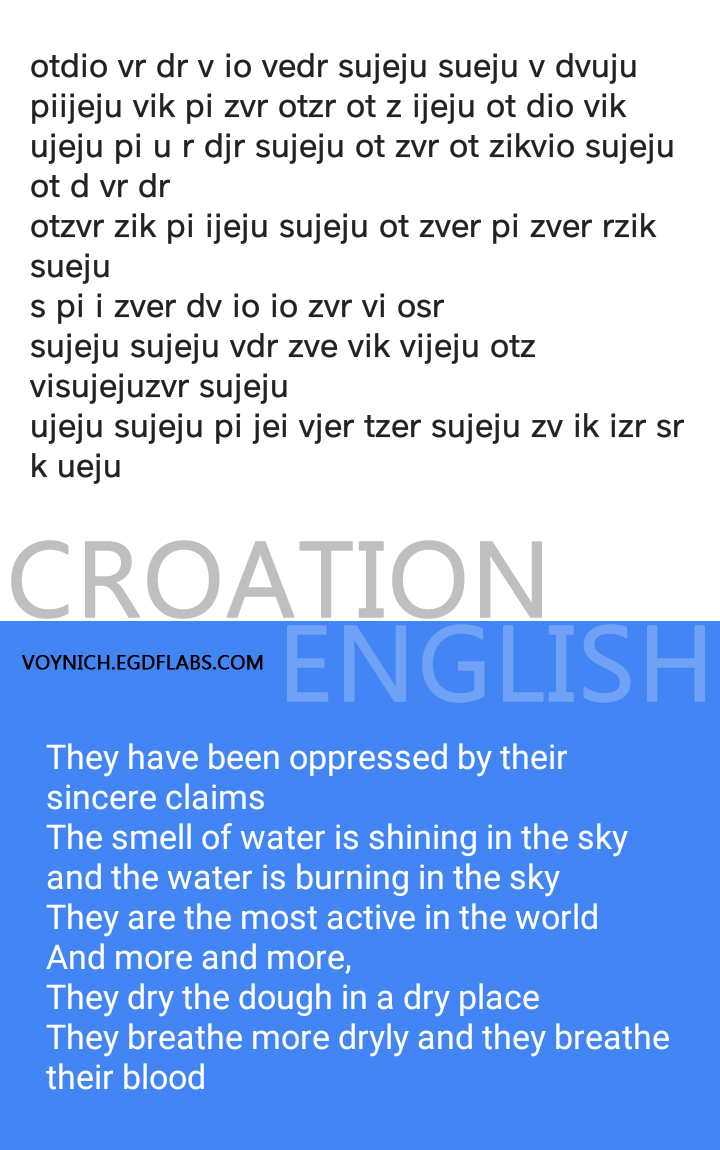 otdio vr dr v io vedr sujeju sueju v dvuju
piijeju vik pi zvr otzr ot z ijeju ot dio vik
ujeju pi u r djr sujeju ot zvr ot zikvio sujeju
ot d vr dr
otzvr zik pi ijeju sujeju ot zver pi zver rzik
sueju
s pi i zver dv io io zvr vi osr
sujeju sujeju vdr zve vik vijeju otz
visujejuzvr sujeju
ujeju sujeju pi jei vjer tzer sujeju zv ik izr sr
k ueju
CROATION
ENGLISH
VOYNICH.EGDFLABS.COM
They have been oppressed by their
sincere claims
The smell of water is shining in the sky
and the water is burning in the sky
They are the most active in the world
And more and more,
They dry the dough in a dry place
They breathe more dryly and they breathe
their blood